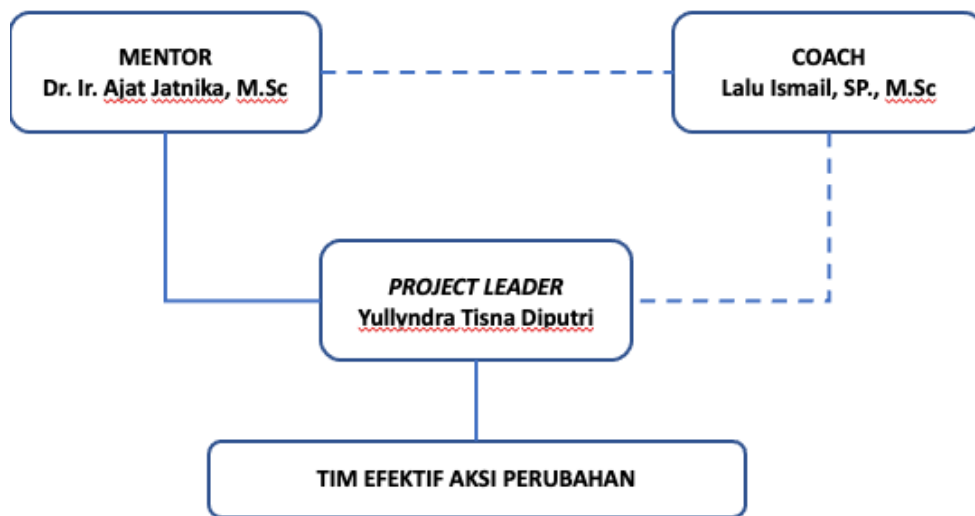 MENTOR
Dr. Ir. Ajat Jatnika, M.Sc
COACH
Lalu Ismail, SP., M.Sc
PROJECT LEADER
Yullyndra Tisna Diputri
TIM EFEKTIF AKSI PERUBAHAN